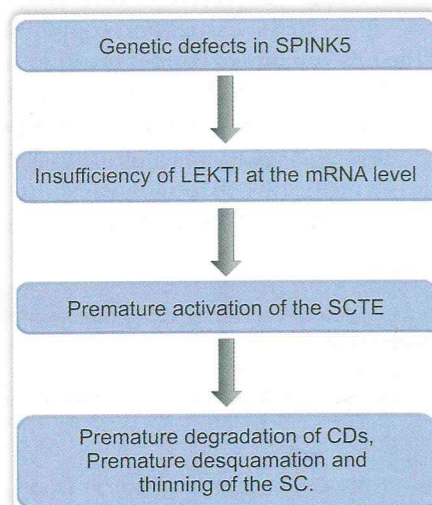 Genetic defects in SPINK5
Insufficiency of LEKTI at the mRNA level
Premature activation of the SCTE
Premature degradation of CDs,
Premature desquamation and
thinning of the SC.